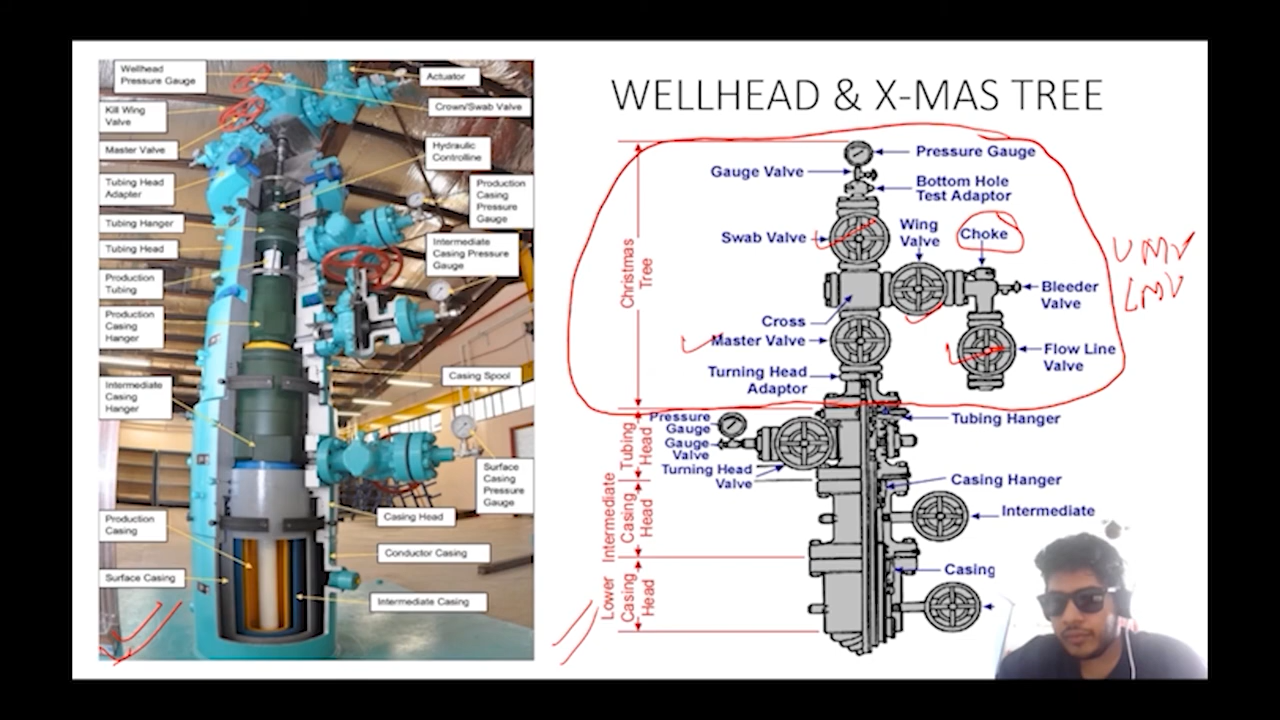 WELLHEAD & X-MAS TREE
Wellhead
Pressure Gauge
Kill Wing
Valve
Master Valve
Tubing Head
Adapter
Tubing Hanger
Tubing Head
Production
Tubing
Production
Casing
Hanger
Intermediate
Casing
Hanger
Production
Casing
Surface Casing
Actuator
Crown/Swab Valve
Hydraulic
Controlline
Production
Casing
Pressure
Gauge
Intermediate
Casing Pressure
Gauge
Casing Spool
Surface
Casing
Pressure
Gauge
Casing Head
Conductor Casing
Intermediate Casing
Christmas
Tree
Tubing
Head
Intermediate
Casing
Head
Lower
Casing
Head
Pressure Gauge
Gauge Valve
Bottom Hole
Test Adaptor
Swab Valve
Wing
Valve
Choke
Bleeder
Valve
Cross
Master Valve
Flow Line
Valve
Turning Head
Adaptor
Tubing Hanger
Pressure
Gauge
Gauge
Valve
Turning Head
Valve
Casing Hanger
Intermediate
Casing
UMV
LMV